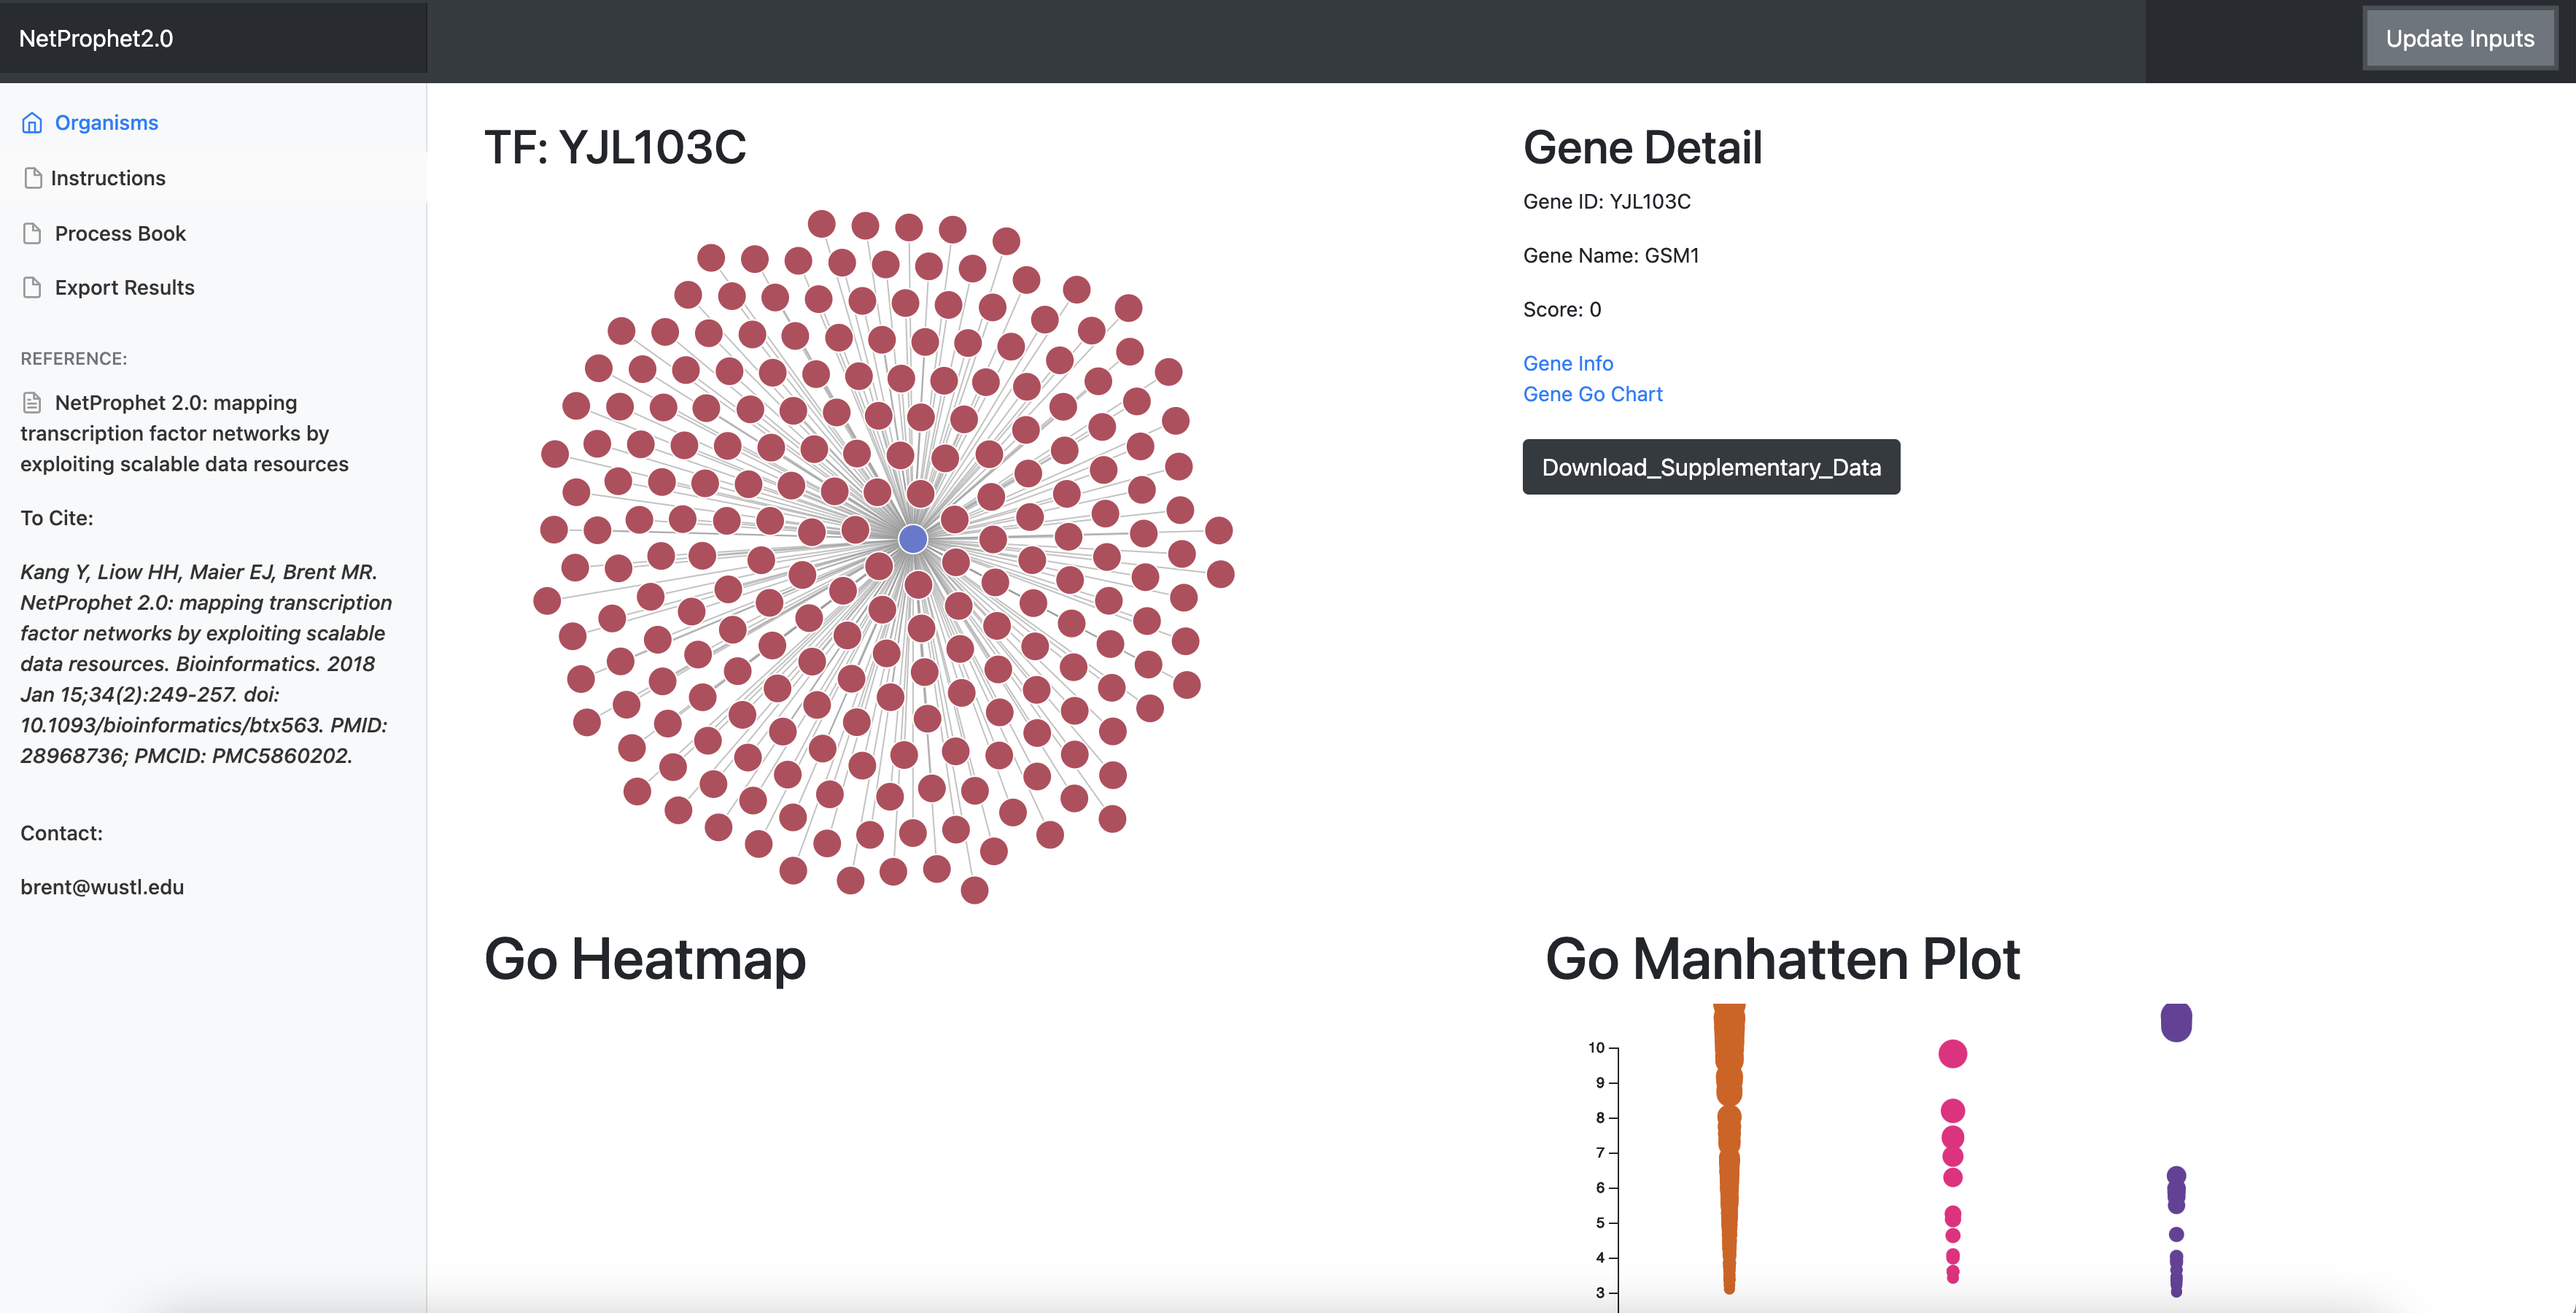 NetProphet2.0
Update Inputs
Organisms
Instructions
Process Book
Export Results
REFERENCE:
NetProphet 2.0: mapping
transcription factor networks by
exploiting scalable data resources
To Cite:
Kang Y, Liow HH, Maier EJ, Brent MR.
NetProphet 2.0: mapping transcription
factor networks by exploiting scalable
data resources. Bioinformatics. 2018
Jan 15;34(2):249-257. doi:
10.1093/bioinformatics/btx563. PMID:
28968736; PMCID: PMC5860202.
Contact:
brent@wustl.edu
TF: YJL103C
Gene Detail
Gene ID: YJL103C
Gene Name: GSM1
Score: 0
Gene Info
Gene Go Chart
Download_Supplementary_Data
Go Heatmap
Go Manhatten Plot
10
9
8
7
6
5
4
3